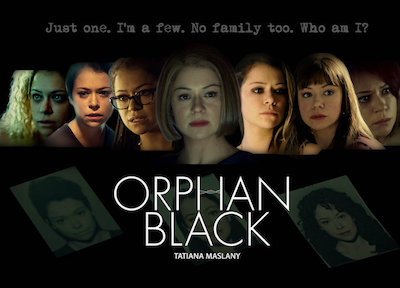 Just one. I'm a few. No family too. Who am I?
ORPHAN
BLACK
TATIANA MASLANY